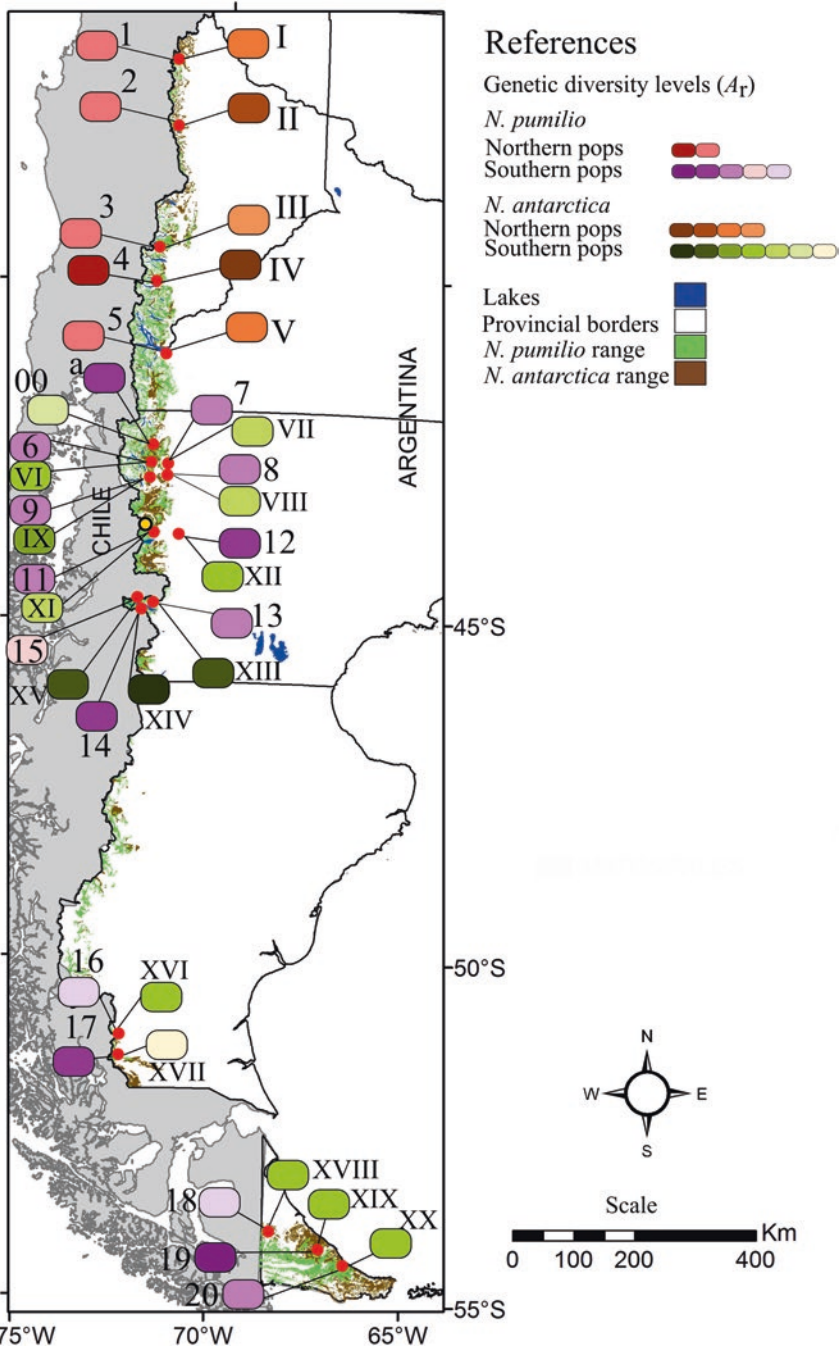 References
Genetic diversity levels (Ar)
N. pumilio
Northern pops
Southern pops
N. antarctica
Northern pops
Southern pops
Lakes
Provincial borders
N. pumilio range
N. antarctica range
1
I
2
II
3
III
4
IV
5
V
a
00
7
VII
6
VI
8
VIII
9
IX
12
XII
11
XI
13
15
XIII
XV
XIV
14
CHILE
ARGENTINA
45°S
50°S
55°S
16
XVI
17
XVII
18
XVIII
19
XIX
20
XX
N
W
E
S
Scale
Km
0 100 200 400
75°W 70°W 65°W